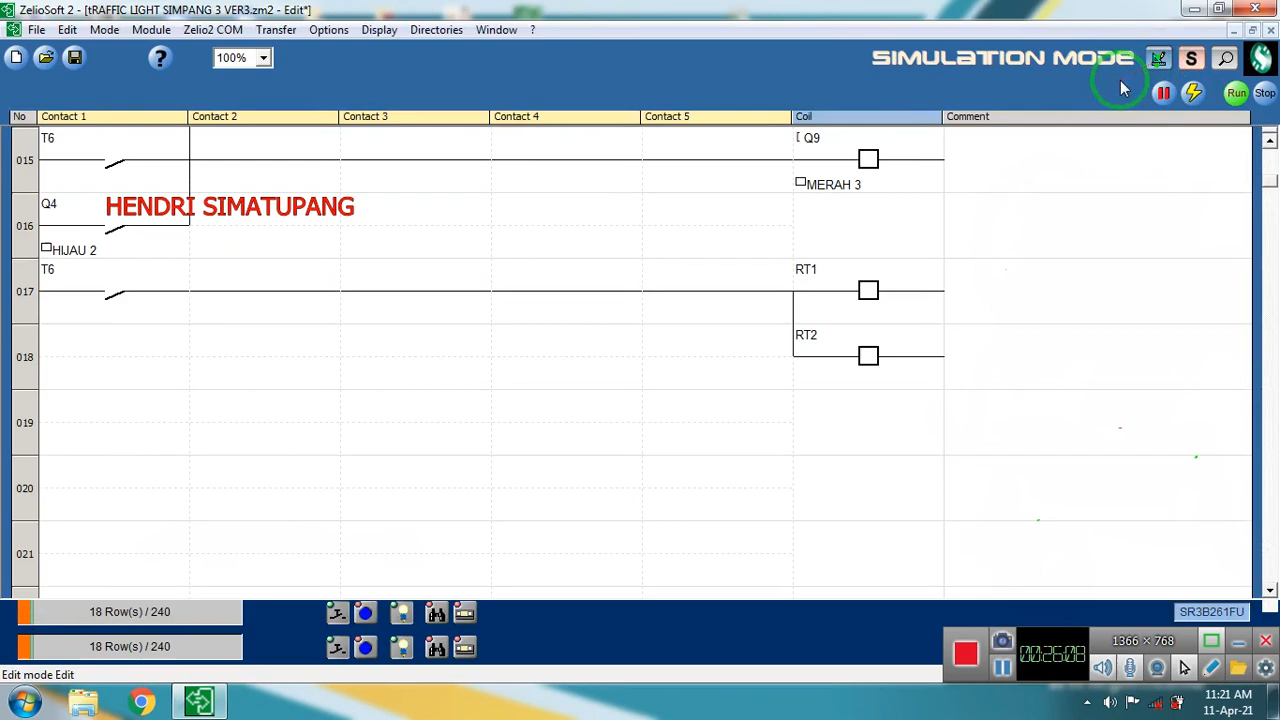 ZelioSoft 2 - [tRAFFIC LIGHT SIMPANG 3 VER3.zm2 - Edit*]
File Edit Mode Module Zelio2 COM Transfer Options Display Directories Window ?
? 100% SIMULATION MODE S
Run Stop
No Contact 1 Contact 2 Contact 3 Contact 4 Contact 5 Coil Comment
T6 [ Q9
015
MERAH 3
Q4 HENDRI SIMATUPANG
016
HIJAU 2
T6 RT1
017
RT2
018
019
020
021
18 Row(s) / 240 SR3B261FU
18 Row(s) / 240 1366 × 768
00:26:08
Edit mode Edit
11:21 AM
11-Apr-21